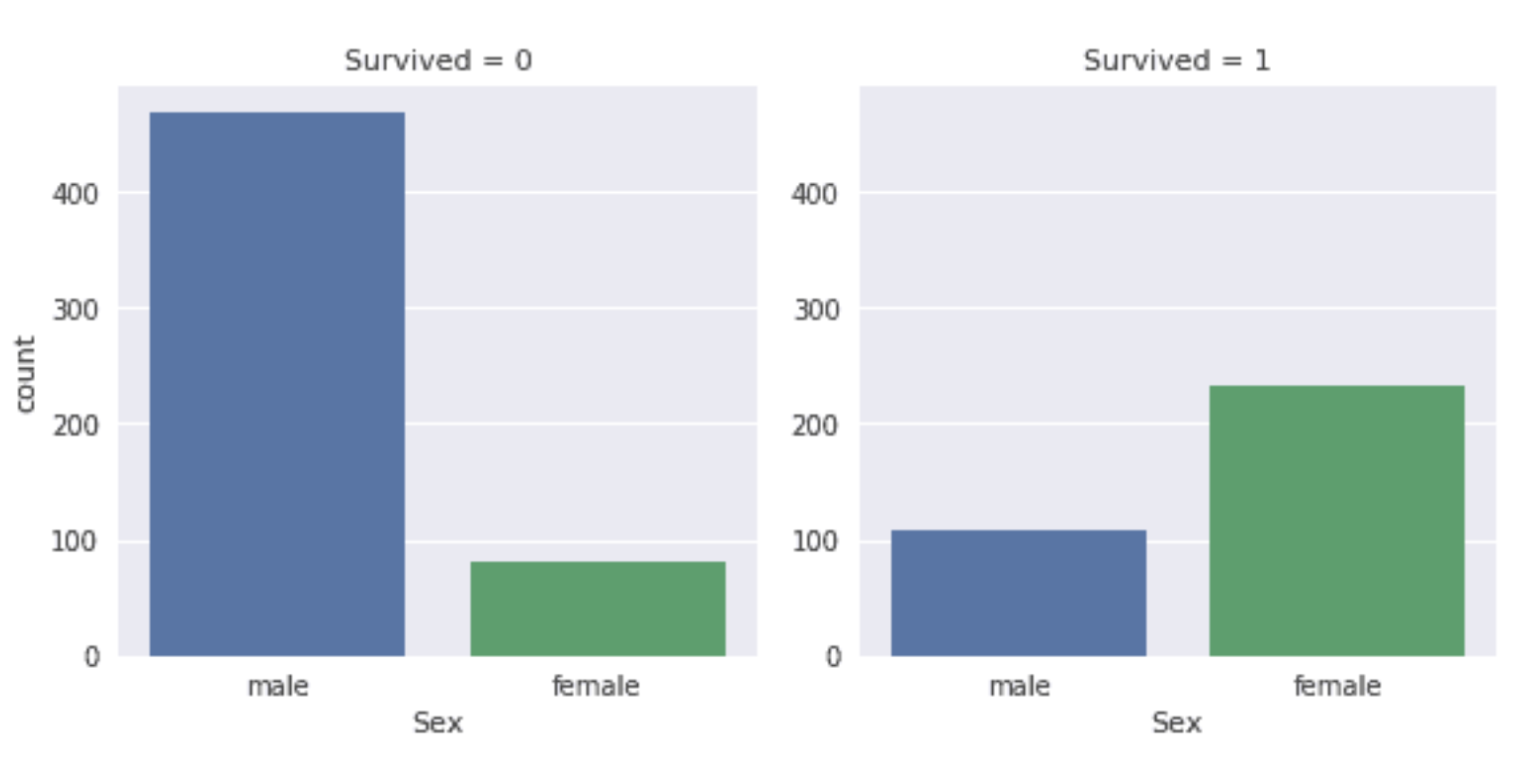 Survived = 0
Survived = 1
count
400
300
200
100
0
400
300
200
100
0
male female
male female
Sex
Sex